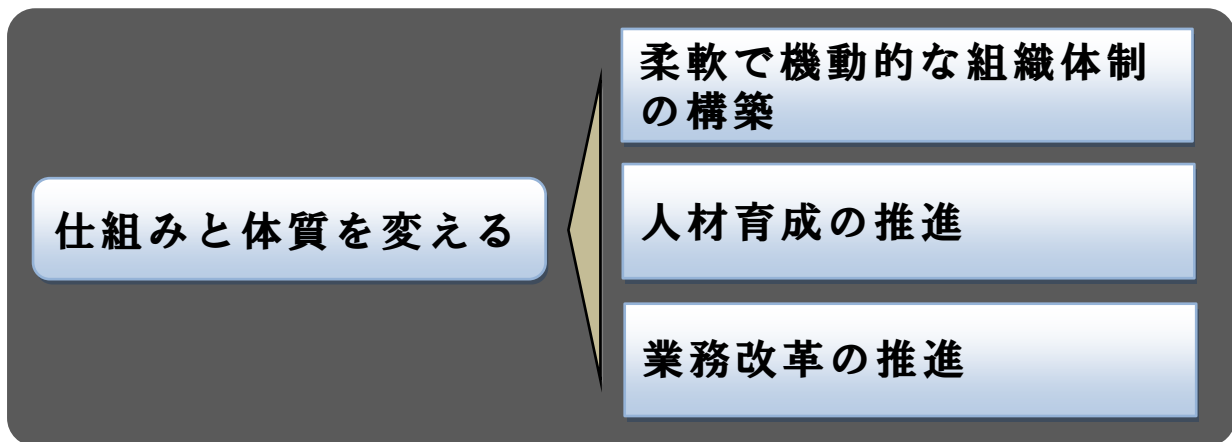 仕組みと体質を変える
柔軟で機動的な組織体制
の構築
人材育成の推進
業務改革の推進